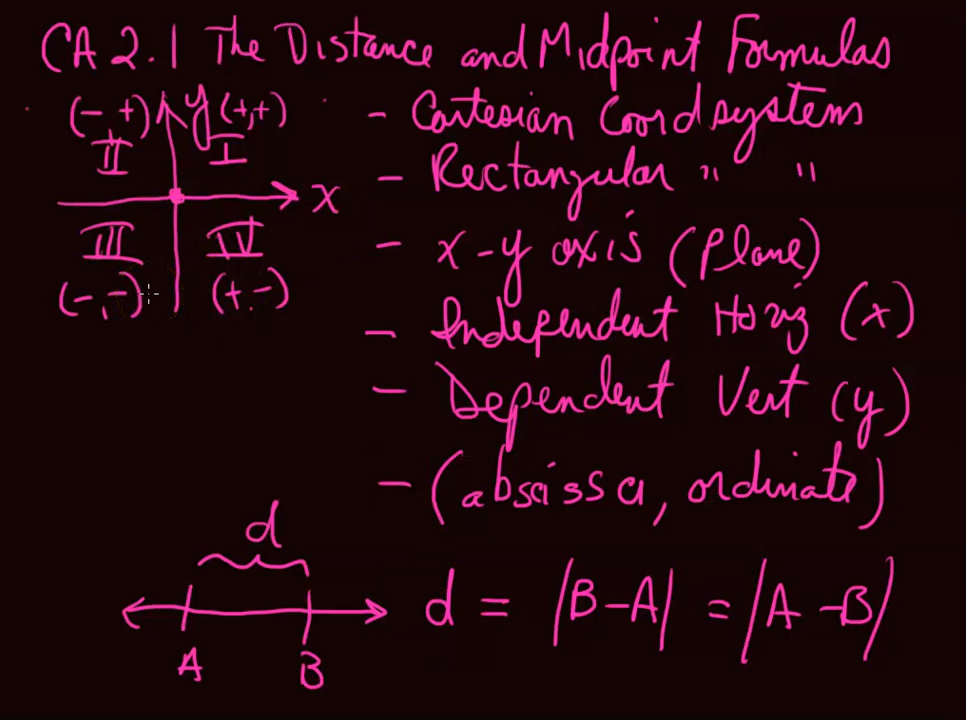 CA 2.1 The Distance and Midpoint Formulas
(-, +) y (+,+)
II I
x
III IV
(-,-) (+,-)
- Cartesian Coord systems
- Rectangular " "
- x-y axis (plane)
- Independent Horiz (x)
- Dependent Vert (y)
- (abscissa, ordinate)
d
A B
d = |B-A| = |A-B|